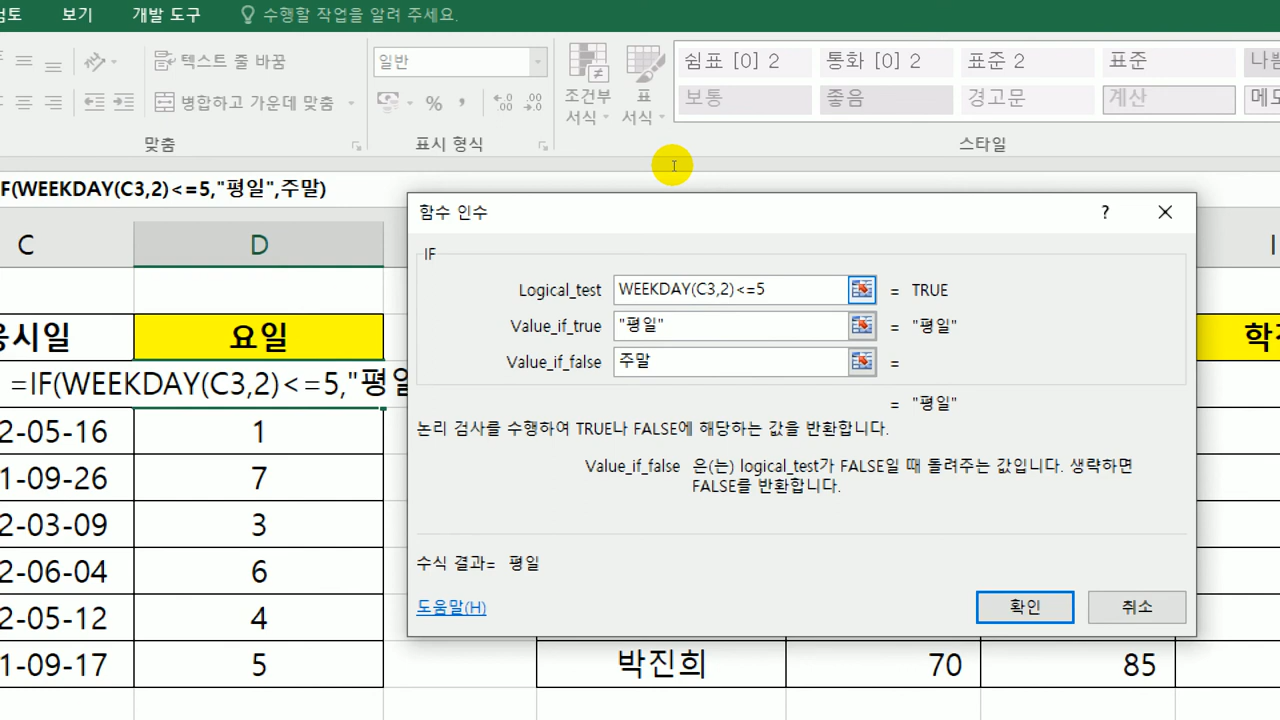 검토 보기 개발 도구 수행할 작업을 알려 주세요.
텍스트 줄 바꿈 일반 조건부 표 쉼표 [0] 2 통화 [0] 2 표준 2 표준
병합하고 가운데 맞춤 % 서식 서식 보통 좋음 경고문 계산 메모
맞춤 표시 형식 스타일
IF(WEEKDAY(C3,2)<=5,"평일",주말)
함수 인수 ?
C D
IF
Logical_test WEEKDAY(C3,2)<=5 = TRUE
Value_if_true "평일" = "평일"
Value_if_false 주말 =
= "평일"
논리 검사를 수행하여 TRUE나 FALSE에 해당하는 값을 반환합니다.
Value_if_false 은(는) logical_test가 FALSE일 때 돌려주는 값입니다. 생략하면
FALSE를 반환합니다.
수식 결과= 평일
도움말(H) 확인 취소
응시일 요일 학
=IF(WEEKDAY(C3,2)<=5,"평일
2-05-16 1
1-09-26 7
2-03-09 3
2-06-04 6
2-05-12 4
1-09-17 5 박진희 70 85